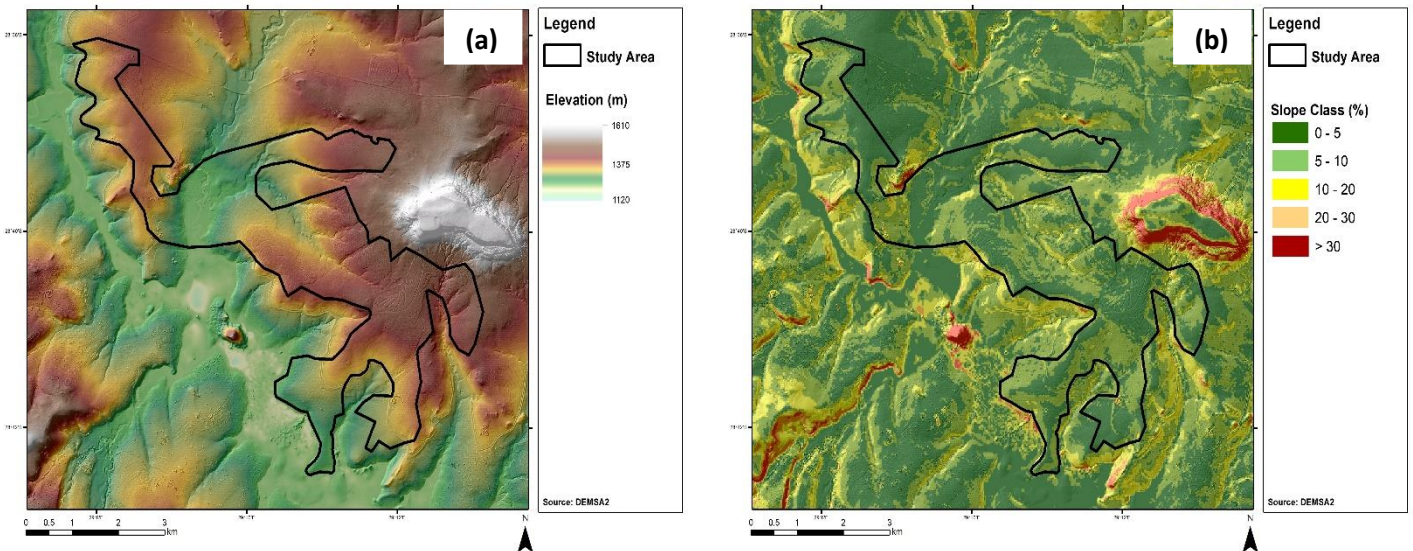 (a)
Legend
Study Area
Elevation (m)
1610
1375
1120
Source: DEMSA2
0 0.5 1 2 3
km
N
(b)
Legend
Study Area
Slope Class (%)
0 - 5
5 - 10
10 - 20
20 - 30
> 30
Source: DEMSA2
0 0.5 1 2 3
km
N